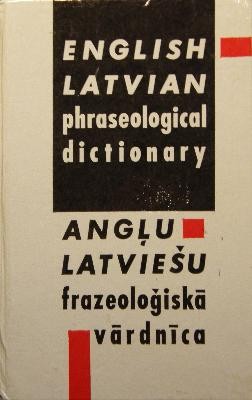 ENGLISH
LATVIAN
phraseological
dictionary
ANGĻU
LATVIEŠU
frazeoloģiskā
vārdnīca